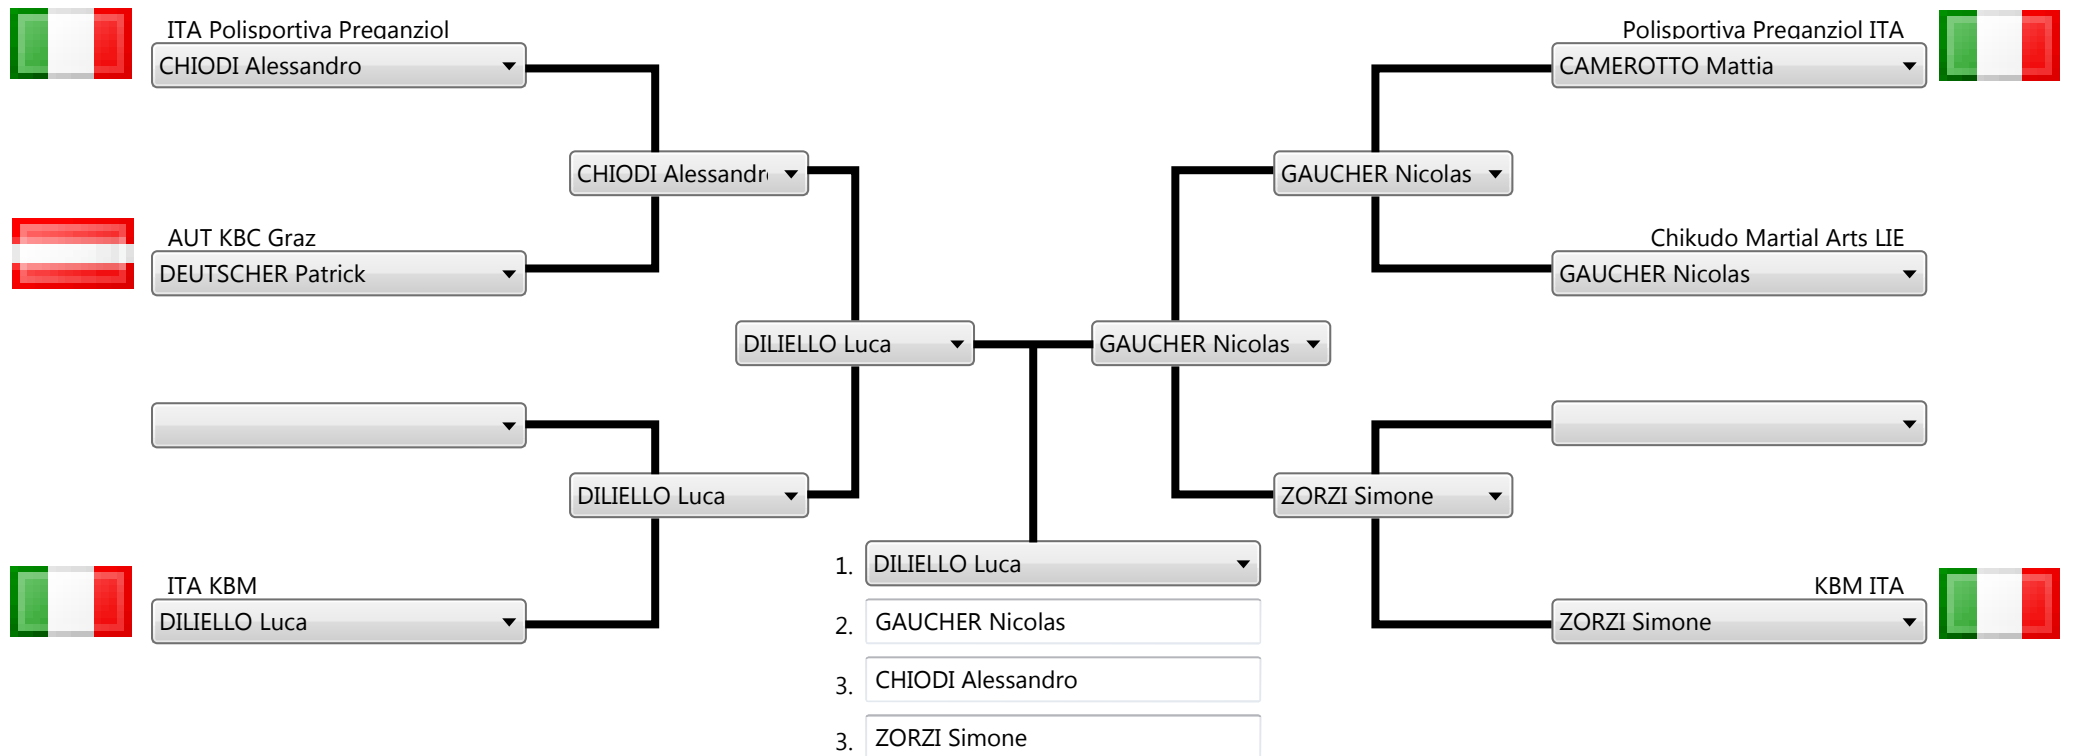 ITA Polisportiva Preganziol
CHIODI Alessandro
Polisportiva Preganziol ITA
CAMEROTTO Mattia
CHIODI Alessandr
GAUCHER Nicolas
AUT KBC Graz
DEUTSCHER Patrick
Chikudo Martial Arts LIE
GAUCHER Nicolas
DILIELLO Luca
GAUCHER Nicolas
DILIELLO Luca
ZORZI Simone
ITA KBM
DILIELLO Luca
KBM ITA
ZORZI Simone
1. DILIELLO Luca
2. GAUCHER Nicolas
3. CHIODI Alessandro
3. ZORZI Simone